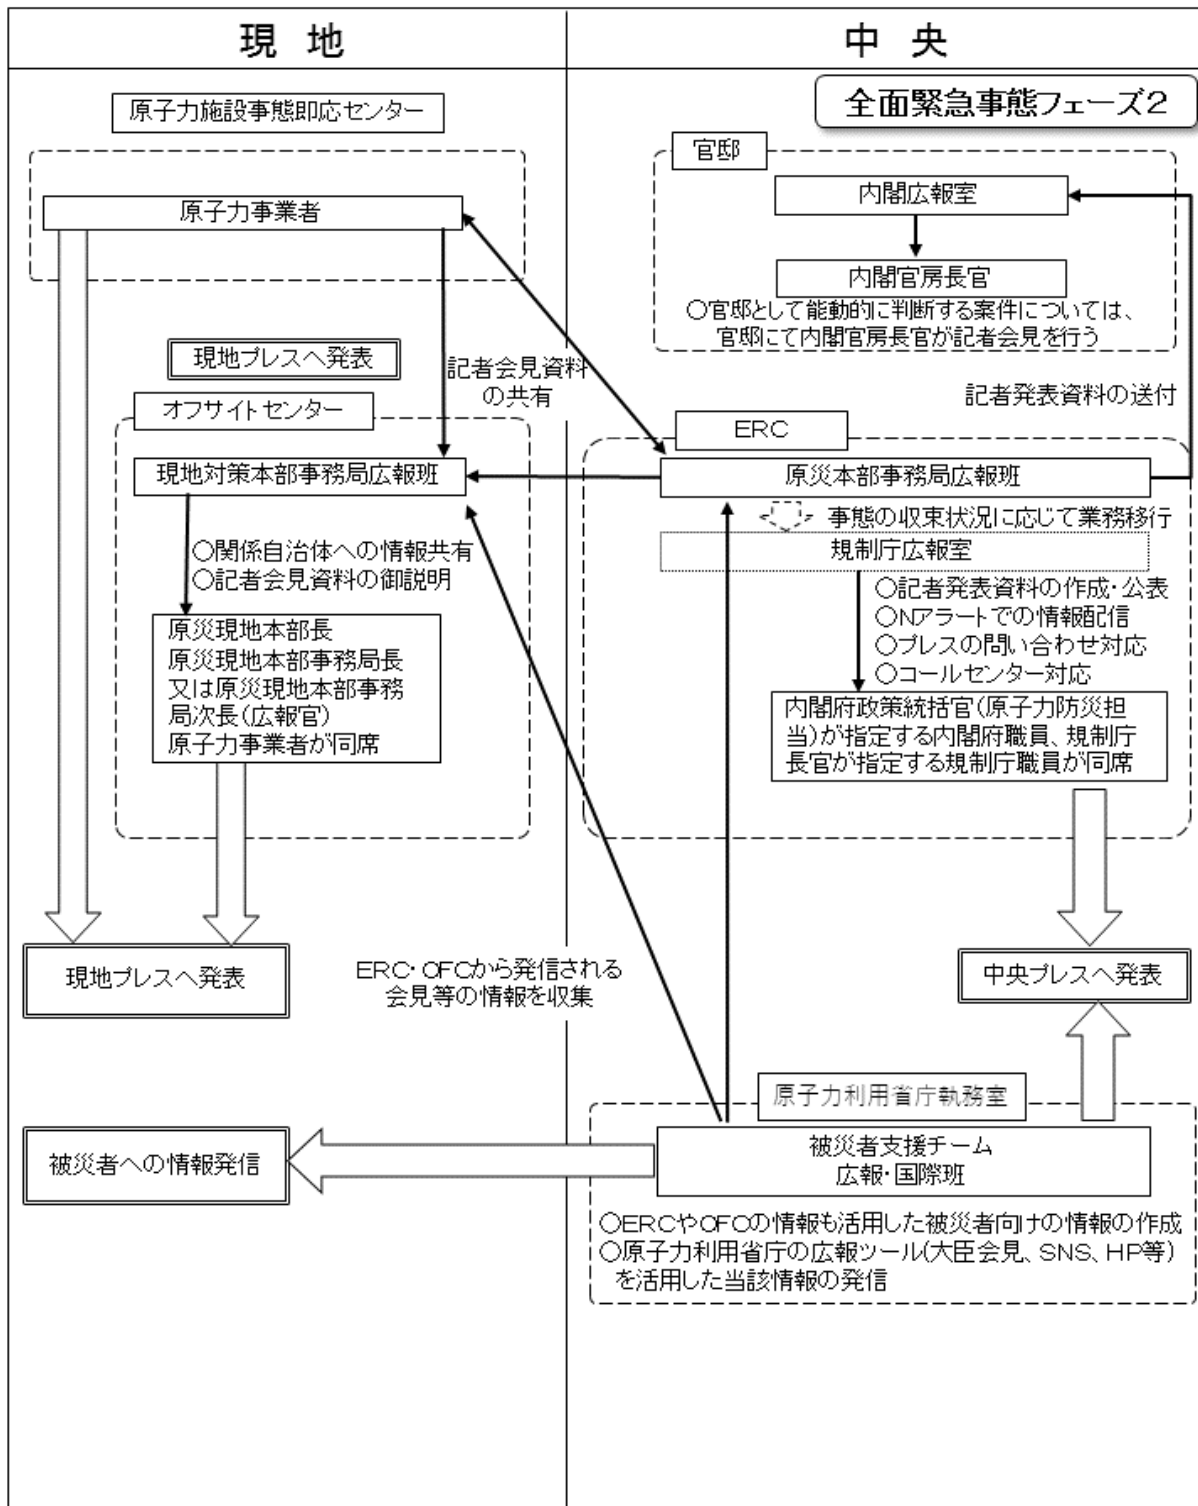 現 地
中 央
原子力施設事態即応センター
全面緊急事態フェーズ2
官邸
内閣広報室
原子力事業者
内閣官房長官
○官邸として能動的に判断する案件については、
官邸にて内閣官房長官が記者会見を行う
現地プレスへ発表
記者会見資料
の共有
記者発表資料の送付
オフサイトセンター
ERC
現地対策本部事務局広報班
原災本部事務局広報班
事態の収束状況に応じて業務移行
規制庁広報室
○関係自治体への情報共有
○記者会見資料の御説明
○記者発表資料の作成・公表
○Nアラートでの情報配信
○プレスの問い合わせ対応
○コールセンター対応
原災現地本部長
原災現地本部事務局長
又は原災現地本部事務
局次長(広報官)
原子力事業者が同席
内閣府政策統括官(原子力防災担
当)が指定する内閣府職員、規制庁
長官が指定する規制庁職員が同席
現地プレスへ発表
ERC・OFCから発信される
会見等の情報を収集
中央プレスへ発表
原子力利用省庁執務室
被災者への情報発信
被災者支援チーム
広報・国際班
○ERCやOFCの情報も活用した被災者向けの情報の作成
○原子力利用省庁の広報ツール(大臣会見、SNS、HP等)
を活用した当該情報の発信